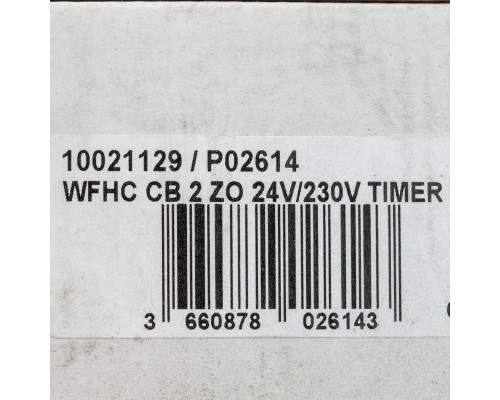 10021129 / P02614
WFHC CB 2 ZO 24V/230V TIMER
3 660878 026143